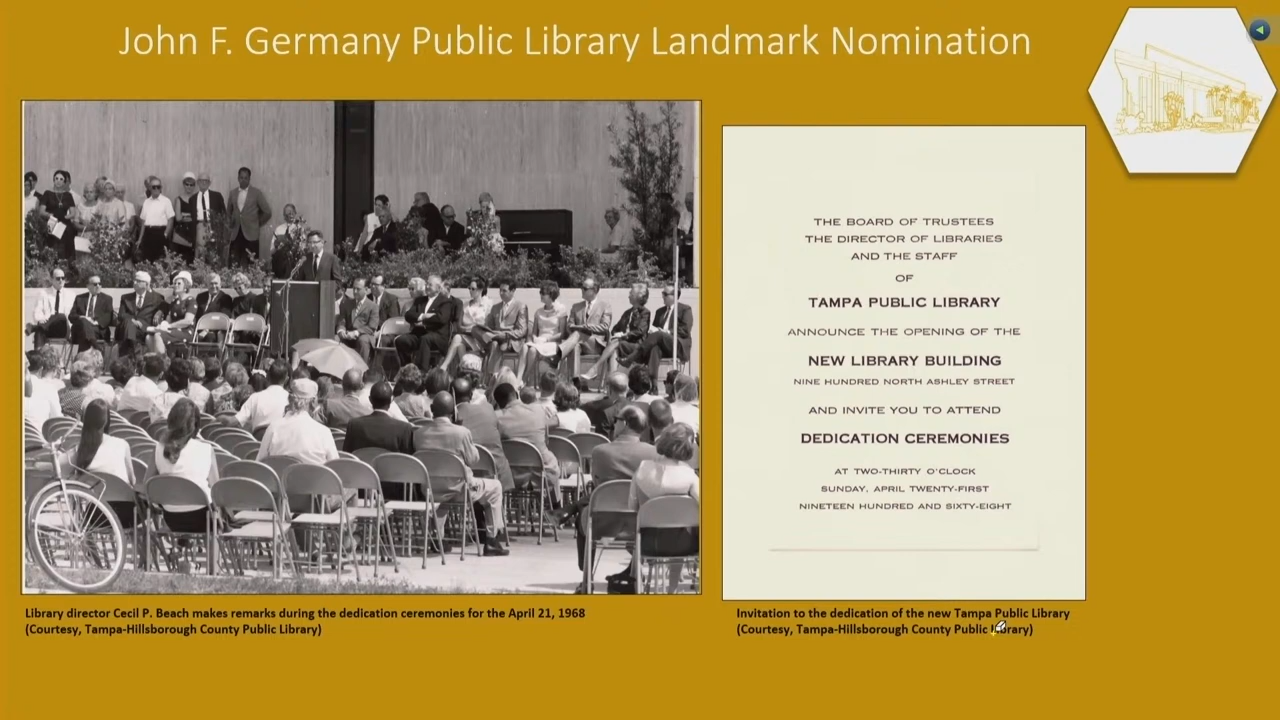 John F. Germany Public Library Landmark Nomination
THE BOARD OF TRUSTEES
THE DIRECTOR OF LIBRARIES
AND THE STAFF
OF
TAMPA PUBLIC LIBRARY
ANNOUNCE THE OPENING OF THE
NEW LIBRARY BUILDING
NINE HUNDRED NORTH ASHLEY STREET
AND INVITE YOU TO ATTEND
DEDICATION CEREMONIES
AT TWO-THIRTY O'CLOCK
SUNDAY, APRIL TWENTY-FIRST
NINETEEN HUNDRED AND SIXTY-EIGHT
Library director Cecil P. Beach makes remarks during the dedication ceremonies for the April 21, 1968
(Courtesy, Tampa-Hillsborough County Public Library)
Invitation to the dedication of the new Tampa Public Library
(Courtesy, Tampa-Hillsborough County Public Library)